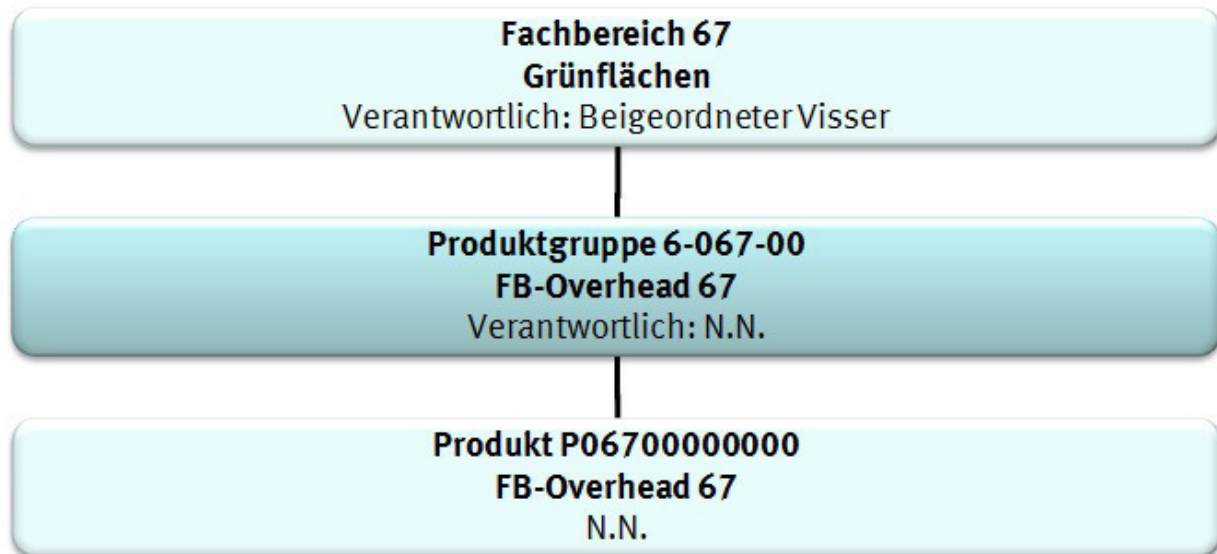 Fachbereich 67
Grünflächen
Verantwortlich: Beigeordneter Visser
Produktgruppe 6-067-00
FB-Overhead 67
Verantwortlich: N.N.
Produkt P06700000000
FB-Overhead 67
N.N.